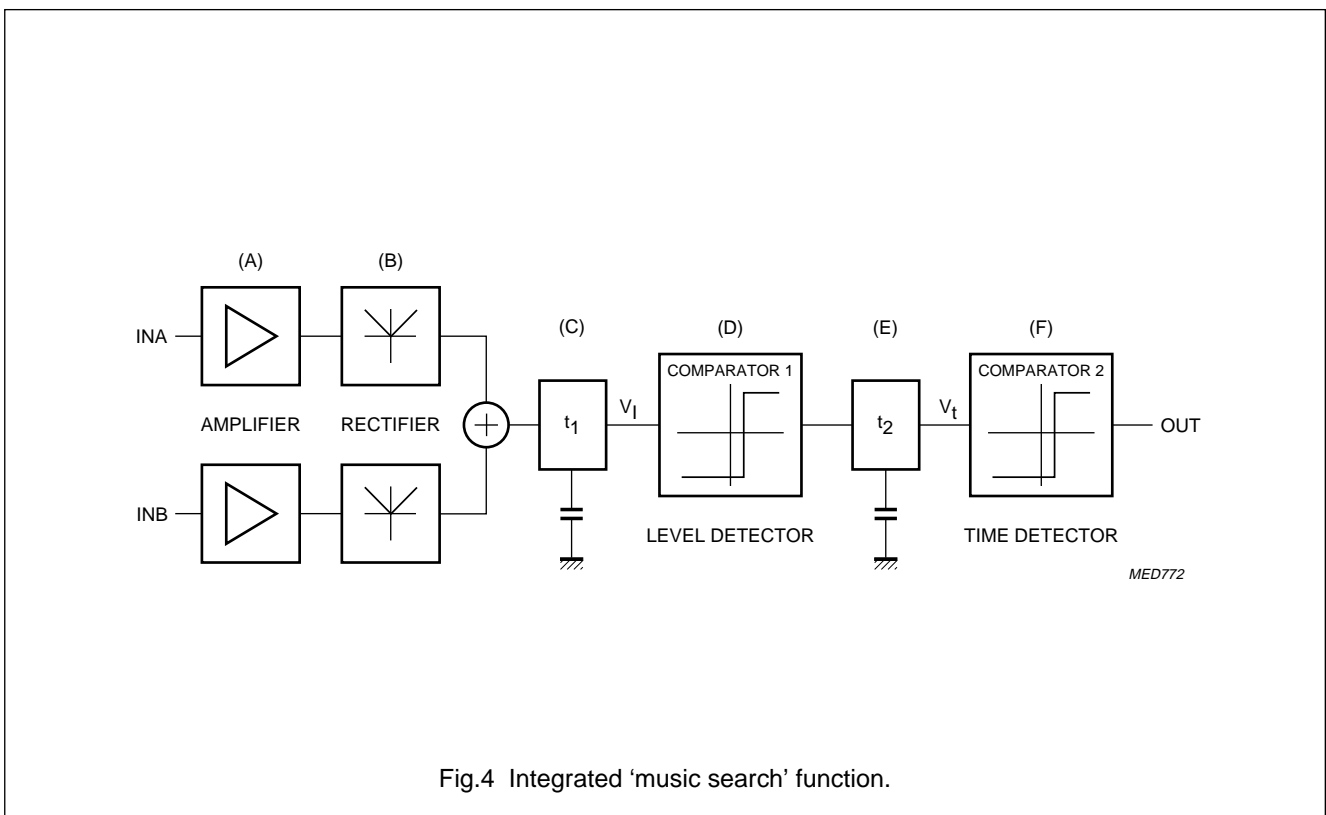 (A) (B)
(C) (D) (E) (F)
INA
COMPARATOR 1 COMPARATOR 2
AMPLIFIER RECTIFIER
t1 Vl t2 Vt OUT
INB
LEVEL DETECTOR TIME DETECTOR
MED772
Fig.4 Integrated ‘music search’ function.